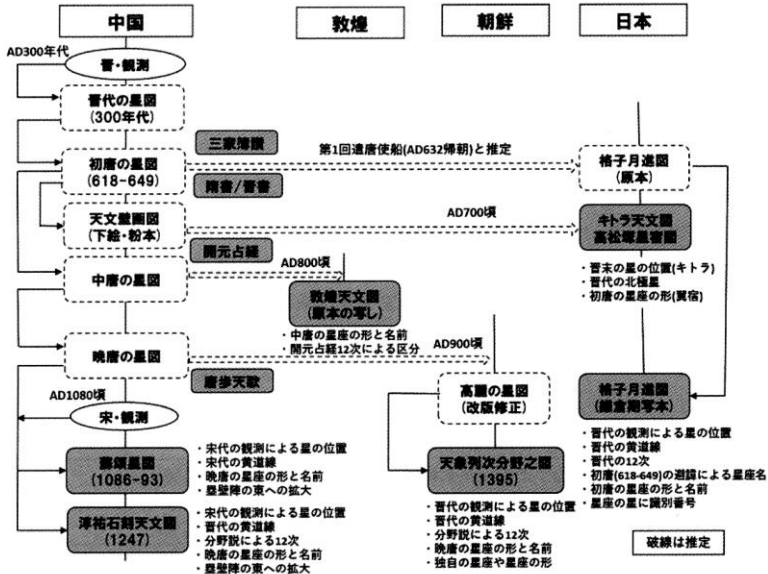 中国
敦煌
朝鮮
日本
AD300年代
晋・観測
晋代の星図
(300年代)
三家簿讃
第1回遣唐使船(AD632帰朝)と推定
初唐の星図
(618-649)
格子月進図
(原本)
隋書/晋書
AD700頃
天文壁画図
(下絵・粉本)
キトラ天文図
高松塚星宿図
開元占経
AD800頃
・晋末の星の位置(キトラ)
・晋代の北極星
・初唐の星座の形(翼宿)
中唐の星図
敦煌天文図
(原本の写し)
・中唐の星座の形と名前
・開元占経12次による区分
AD900頃
晩唐の星図
唐歩天歌
高麗の星図
(改版修正)
格子月進図
(鎌倉期写本)
AD1080頃
宋・観測
・晋代の観測による星の位置
・晋代の黄道線
・晋代の12次
・初唐(618-649)の避諱による星座名
・初唐の星座の形と名前
・星座の星に識別番号
蘇頌星図
(1086-93)
・宋代の観測による星の位置
・宋代の黄道線
・晩唐の星座の形と名前
・塁壁陣の東への拡大
天象列次分野之図
(1395)
・晋代の観測による星の位置
・晋代の黄道線
・分野説による12次
・晩唐の星座の形と名前
・独自の星座や星座の形
淳祐石刻天文図
(1247)
・宋代の観測による星の位置
・晋代の黄道線
・分野説による12次
・晩唐の星座の形と名前
・塁壁陣の東への拡大
破線は推定